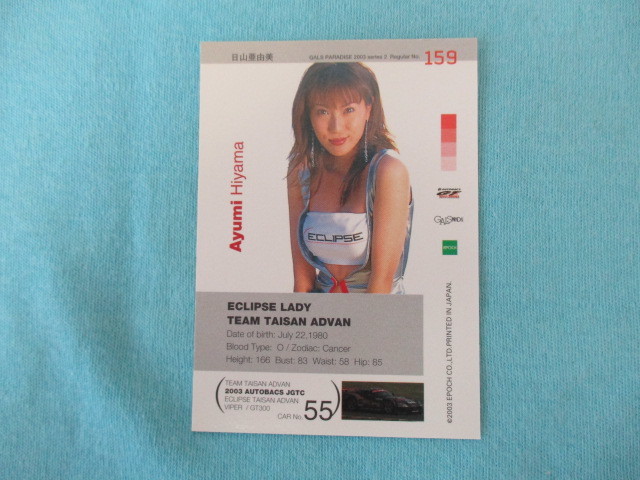 日山亜由美
GALS PARADISE 2003 series 2 Regular No. 159
Ayumi Hiyama
ECLIPSE
EPOCH
ECLIPSE LADY
TEAM TAISAN ADVAN
Date of birth: July 22,1980
Blood Type: O / Zodiac: Cancer
Height: 166 Bust: 83 Waist: 58 Hip: 85
TEAM TAISAN ADVAN
2003 AUTOBACS JGTC
ECLIPSE TAISAN ADVAN
VIPER / GT300
CAR No. 55
©2003 EPOCH CO.,LTD.PRINTED IN JAPAN.